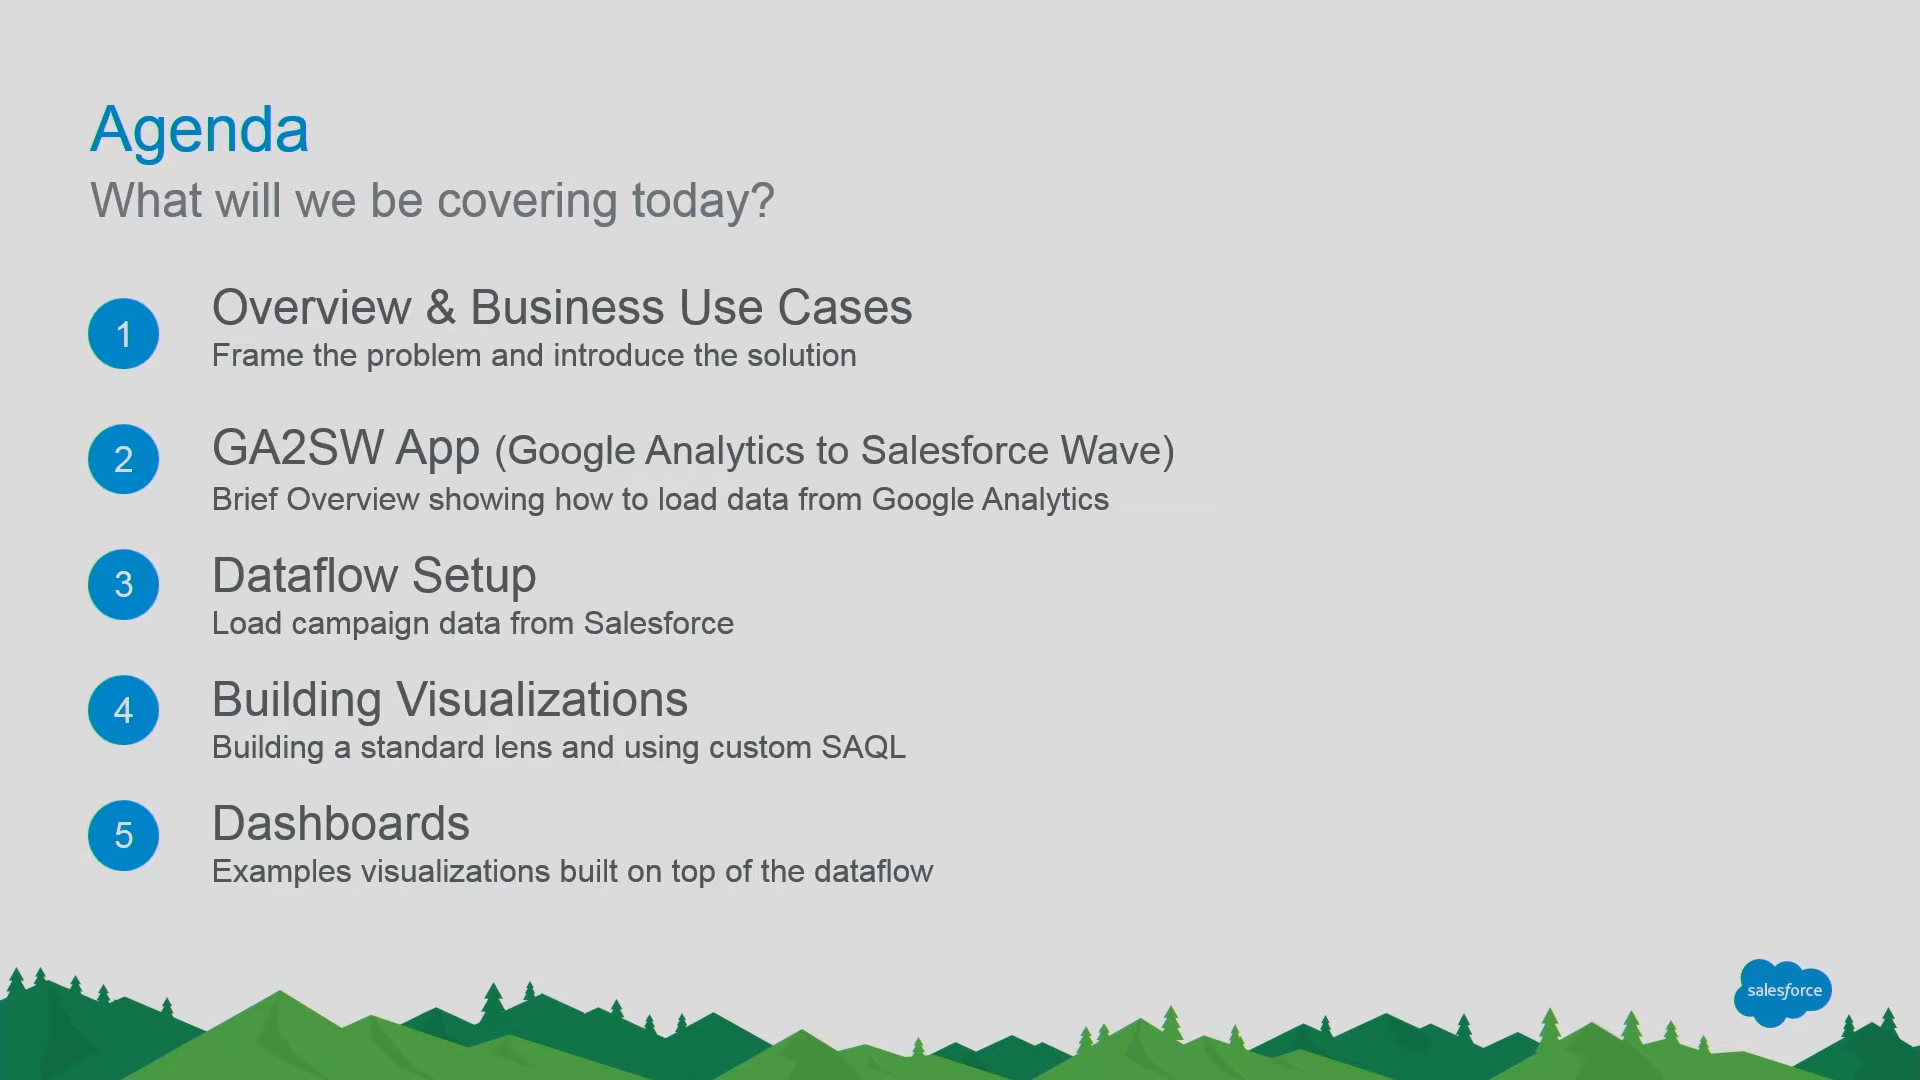 Agenda
What will we be covering today?
1
Overview & Business Use Cases
Frame the problem and introduce the solution
2
GA2SW App (Google Analytics to Salesforce Wave)
Brief Overview showing how to load data from Google Analytics
3
Dataflow Setup
Load campaign data from Salesforce
4
Building Visualizations
Building a standard lens and using custom SAQL
5
Dashboards
Examples visualizations built on top of the dataflow
salesforce